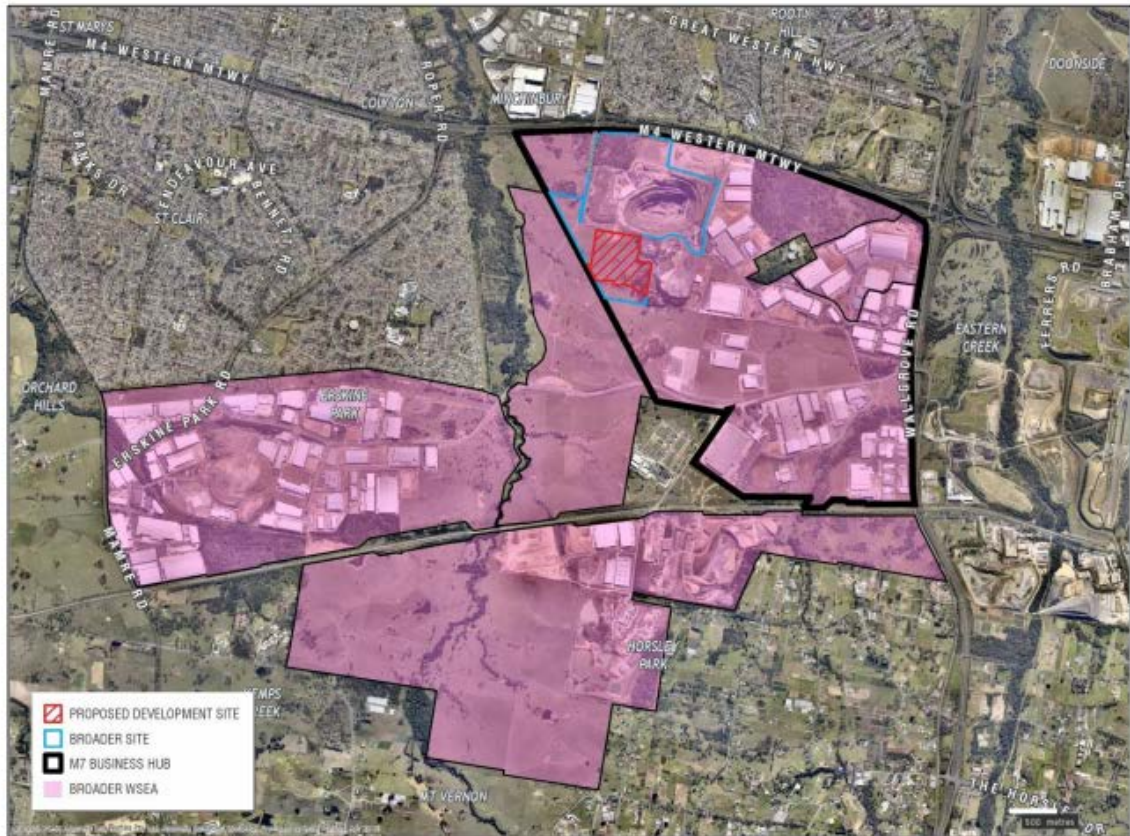 MAMRE RD
ST MARYS
M4 WESTERN MTWY
ROPER RD
COLYTON
MINCHINBURY
GREAT WESTERN HWY
ROOTY
HILL
DOONSIDE
M4 WESTERN MTWY
BANKS DR
ENDEAVOUR AVE
BENNETT RD
ST CLAIR
BRABHAM DR
FERRERS RD
EASTERN
CREEK
WALLGROVE RD
ORCHARD
HILLS
ERSKINE PARK RD
ERSKINE
PARK
MAMRE RD
HORSLEY
PARK
KEMPS
CREEK
MT VERNON
THE HORSLEY
DR
500 metres
PROPOSED DEVELOPMENT SITE
BROADER SITE
M7 BUSINESS HUB
BROADER WSEA